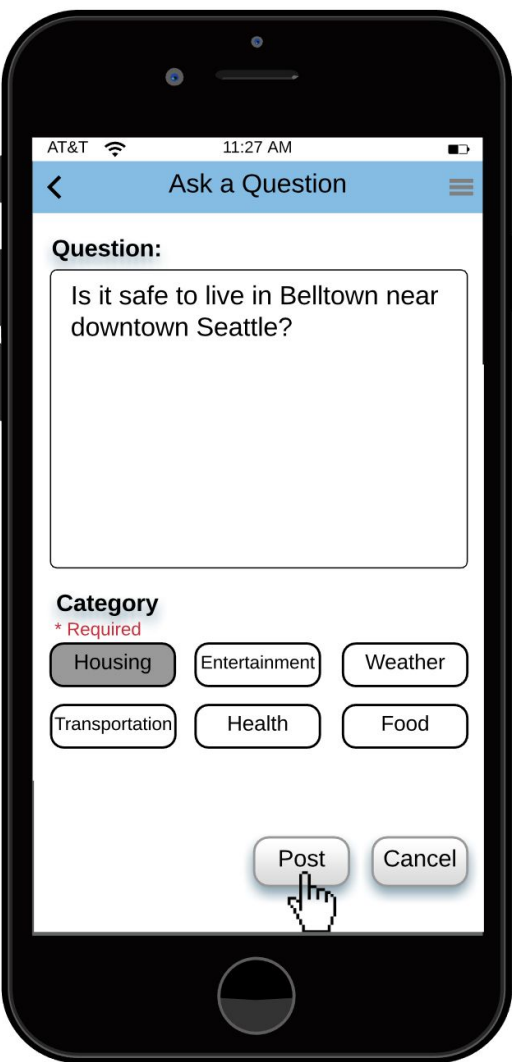 AT&T 11:27 AM
Ask a Question
Question:
Is it safe to live in Belltown near
downtown Seattle?
Category
* Required
Housing Entertainment Weather
Transportation Health Food
Post Cancel